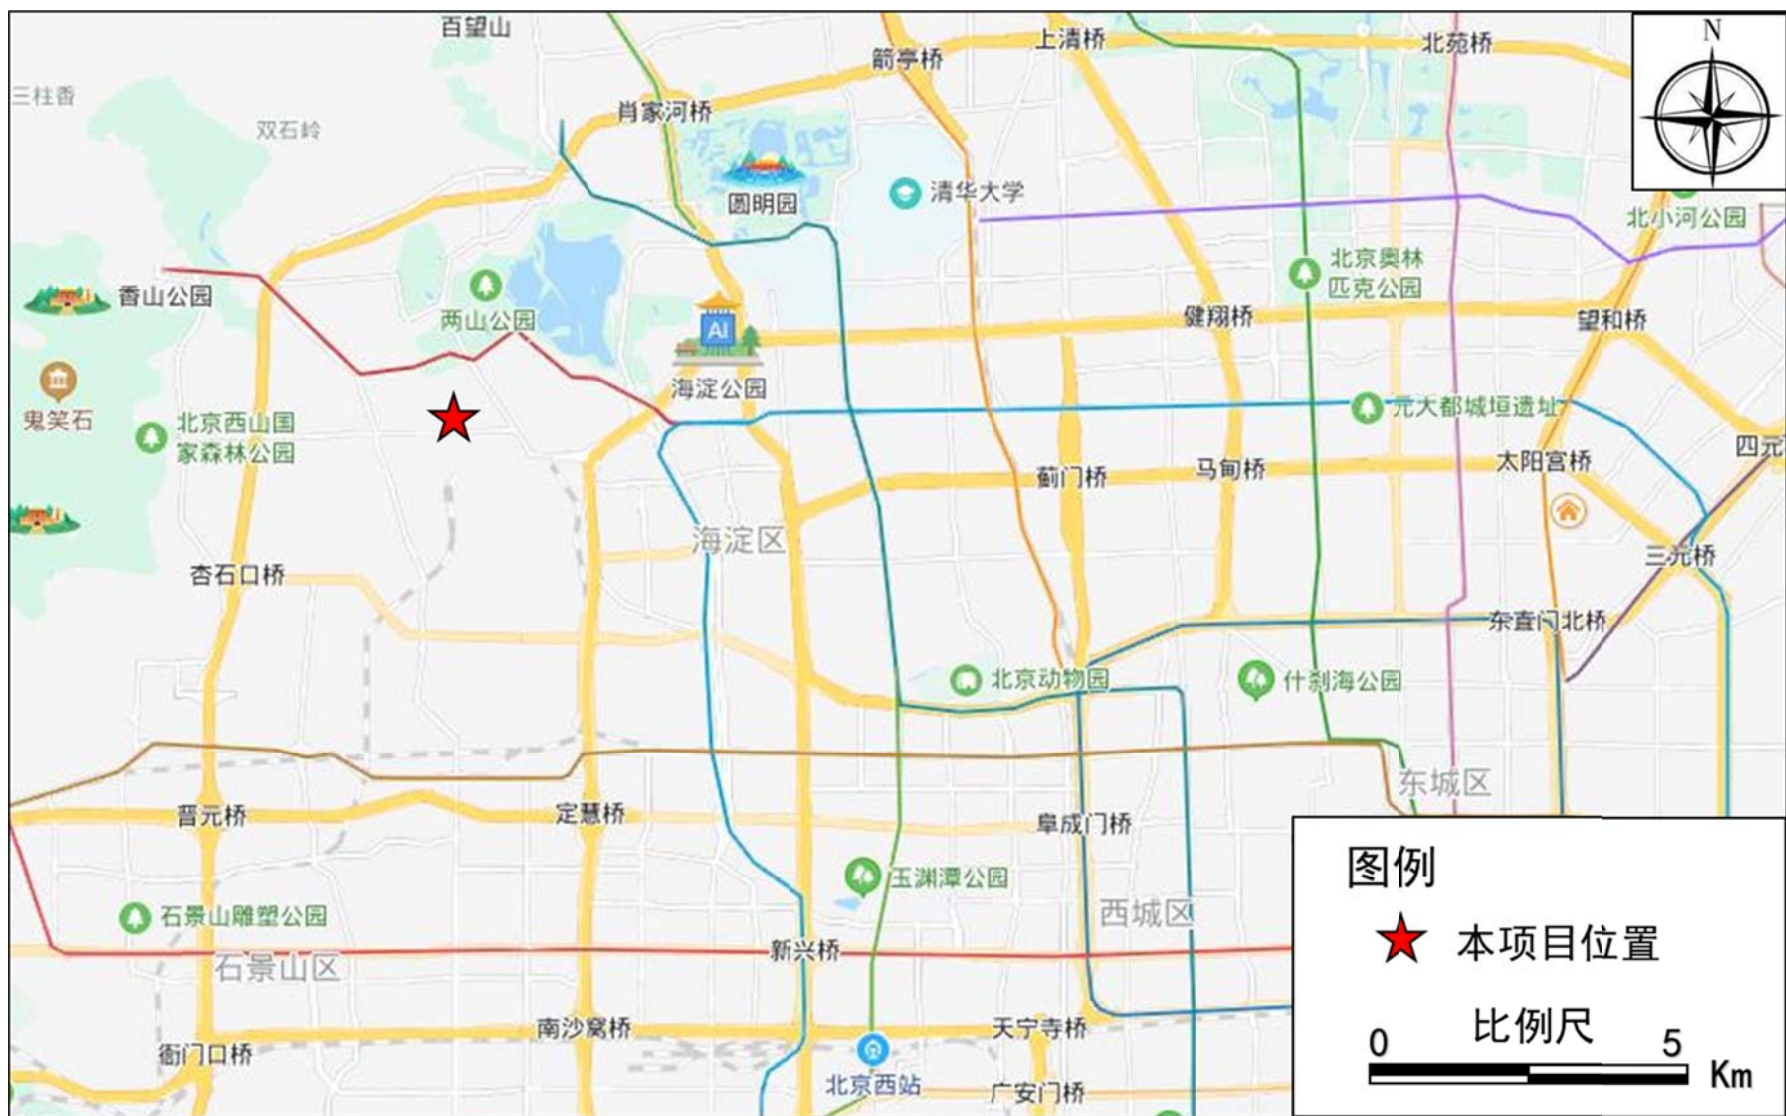 百望山
上清桥
北苑桥
N
箭亭桥
三柱香
肖家河桥
双石岭
圆明园
清华大学
北小河公园
北京奥林
匹克公园
香山公园
两山公园
健翔桥
望和桥
AI
海淀公园
鬼笑石
北京西山国
家森林公园
元大都城垣遗址
四元
蓟门桥
马甸桥
太阳宫桥
海淀区
三元桥
杏石口桥
东直门北桥
北京动物园
什刹海公园
东城区
晋元桥
定慧桥
阜成门桥
图例
玉渊潭公园
石景山雕塑公园
西城区
本项目位置
新兴桥
石景山区
比例尺
南沙窝桥
天宁寺桥
0
5
Km
衙门口桥
北京西站
广安门桥